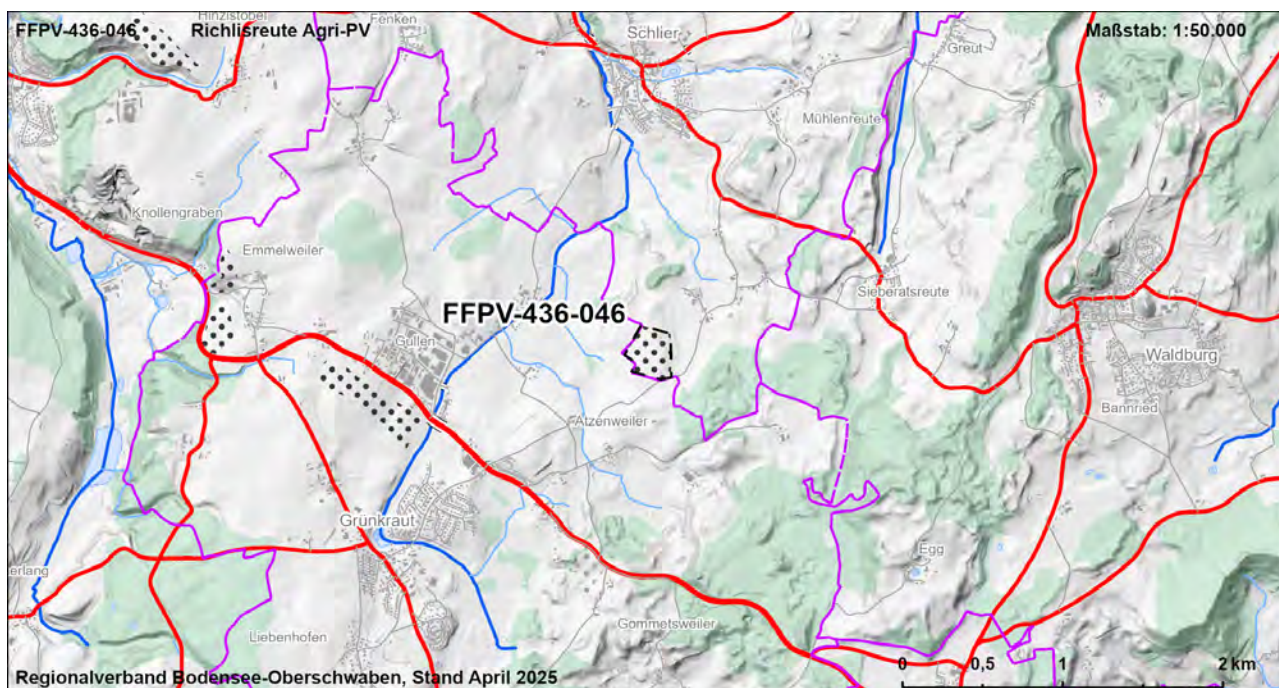 Hinzistobel
Fenken
FFPV-436-046 Richlisreute Agri-PV
Schlier
Maßstab: 1:50.000
Greut
Mühlenreute
Knollengraben
Emmelweiler
Sieberatsreute
FFPV-436-046
Gullen
Waldburg
Bannried
Atzenweiler
Grünkraut
Egg
erlang
Gommetsweiler
Liebenhofen
0 0,5 1 2 km
Regionalverband Bodensee-Oberschwaben, Stand April 2025